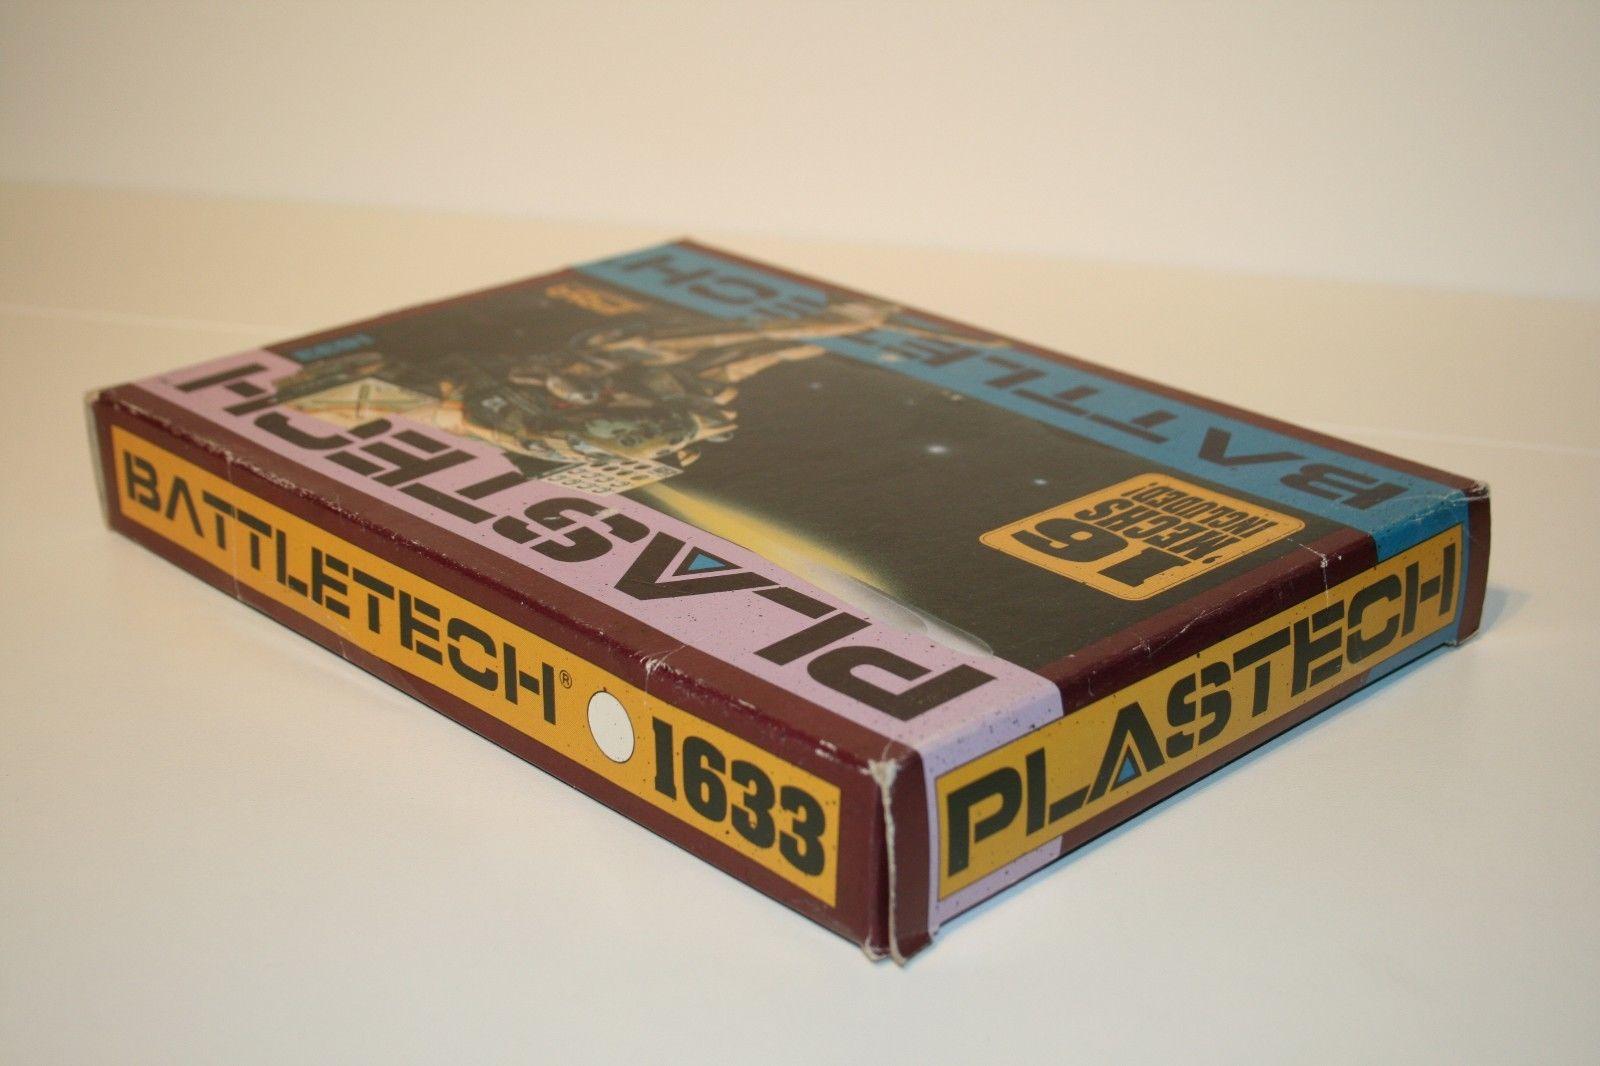 BATTLETECH
PLASTECH
16
'MECHS
INCLUDED!
BATTLETECH®
1633
PLASTECH